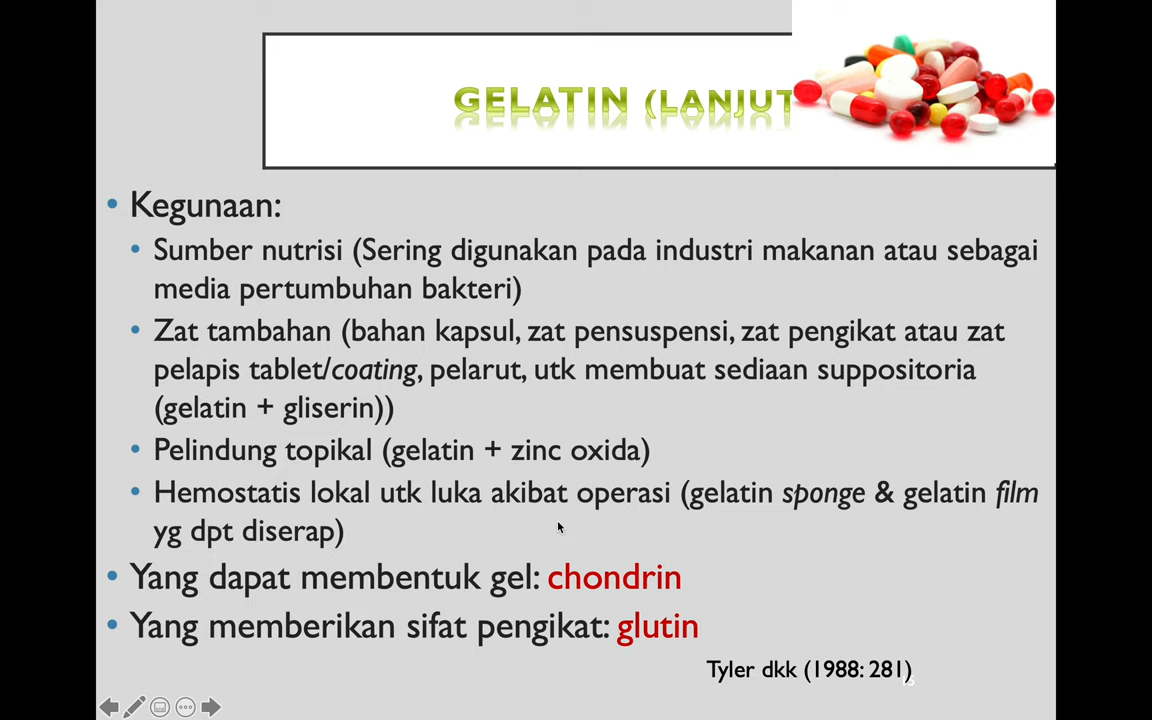 GELATIN (LANJUT
• Kegunaan:
• Sumber nutrisi (Sering digunakan pada industri makanan atau sebagai
media pertumbuhan bakteri)
• Zat tambahan (bahan kapsul, zat pensuspensi, zat pengikat atau zat
pelapis tablet/coating, pelarut, utk membuat sediaan suppositoria
(gelatin + gliserin))
• Pelindung topikal (gelatin + zinc oxida)
• Hemostatis lokal utk luka akibat operasi (gelatin sponge & gelatin film
yg dpt diserap)
• Yang dapat membentuk gel: chondrin
• Yang memberikan sifat pengikat: glutin
Tyler dkk (1988: 281)